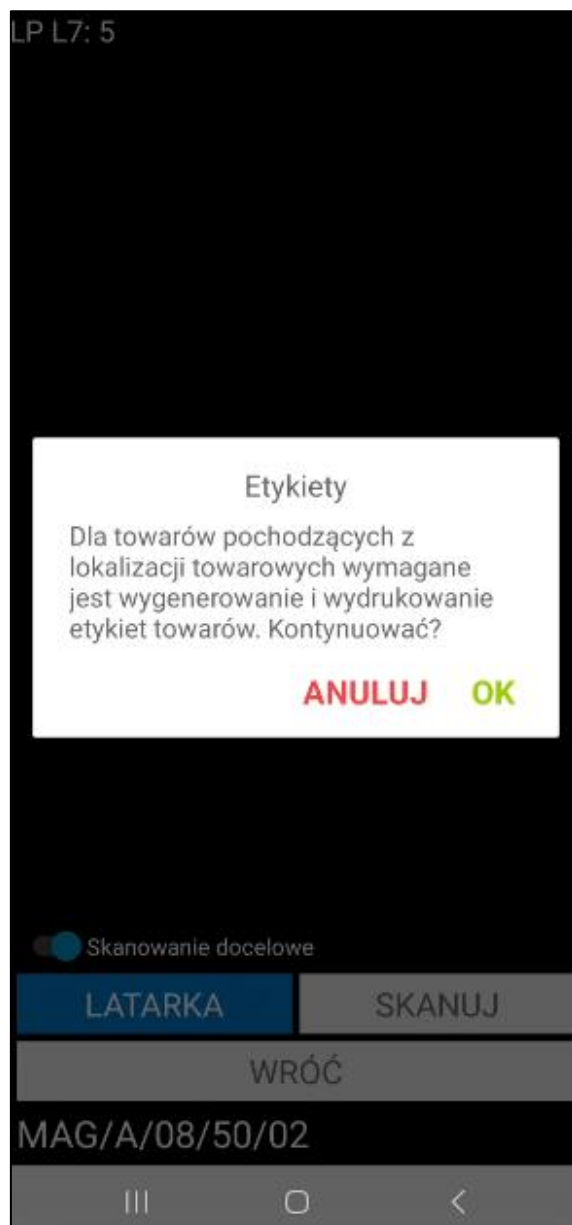 LP L7: 5
Etykiety
Dla towarów pochodzących z
lokalizacji towarowych wymagane
jest wygenerowanie i wydrukowanie
etykiet towarów. Kontynuować?
ANULUJ OK
Skanowanie docelowe
LATARKA SKANUJ
WRÓĆ
MAG/A/08/50/02